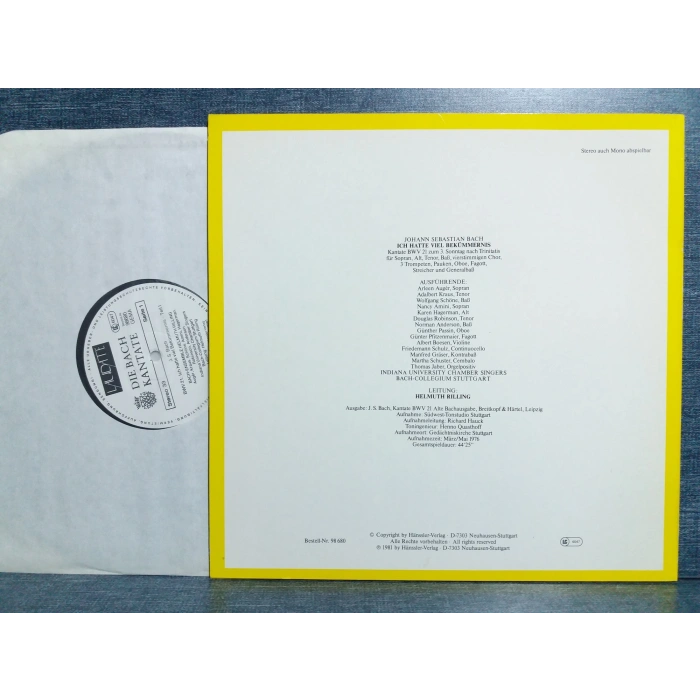 Stereo auch Mono abspielbar
JOHANN SEBASTIAN BACH
ICH HATTE VIEL BEKÜMMERNIS
Kantate BWV 21 zum 3. Sonntag nach Trinitatis
für Sopran, Alt, Tenor, Baß, vierstimmigen Chor,
3 Trompeten, Pauken, Oboe, Fagott,
Streicher und Generalbaß
AUSFÜHRENDE:
Arleen Augér, Sopran
Adalbert Kraus, Tenor
Wolfgang Schöne, Baß
Nancy Amini, Sopran
Karen Hagerman, Alt
Douglas Robinson, Tenor
Norman Anderson, Baß
Günther Passin, Oboe
Günter Pfitzenmaier, Fagott
Albert Boesen, Violine
Friedemann Schulz, Continuocello
Manfred Gräser, Kontrabaß
Martha Schuster, Cembalo
Thomas Jaber, Orgelpositiv
INDIANA UNIVERSITY CHAMBER SINGERS
BACH-COLLEGIUM STUTTGART
LEITUNG:
HELMUTH RILLING
Ausgabe: J. S. Bach, Kantate BWV 21 Alte Bachausgabe, Breitkopf & Härtel, Leipzig
Aufnahme: Südwest-Tonstudio Stuttgart
Aufnahmeleitung: Richard Hauck
Toningenieur: Henno Quasthoff
Aufnahmeort: Gedächtniskirche Stuttgart
Aufnahmezeit: März/Mai 1976
Gesamtspieldauer: 44'25"
Bestell-Nr. 98 680
© Copyright by Hänssler-Verlag · D-7303 Neuhausen-Stuttgart
Alle Rechte vorbehalten · All rights reserved
℗ 1981 by Hänssler-Verlag · D-7303 Neuhausen-Stuttgart
DIE BACH
KANTATE